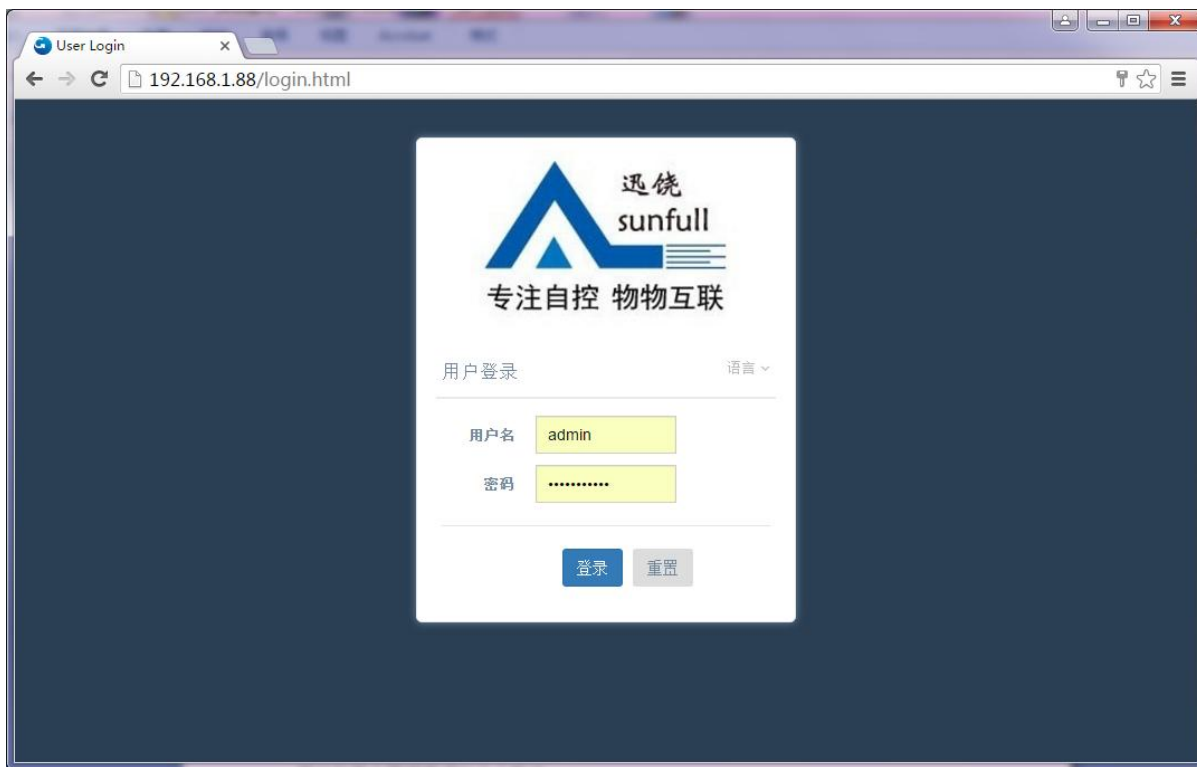 User Login
192.168.1.88/login.html
迅饶
sunfull
专注自控 物物互联
用户登录 语言
用户名 admin
密码 •••••••••••
登录 重置